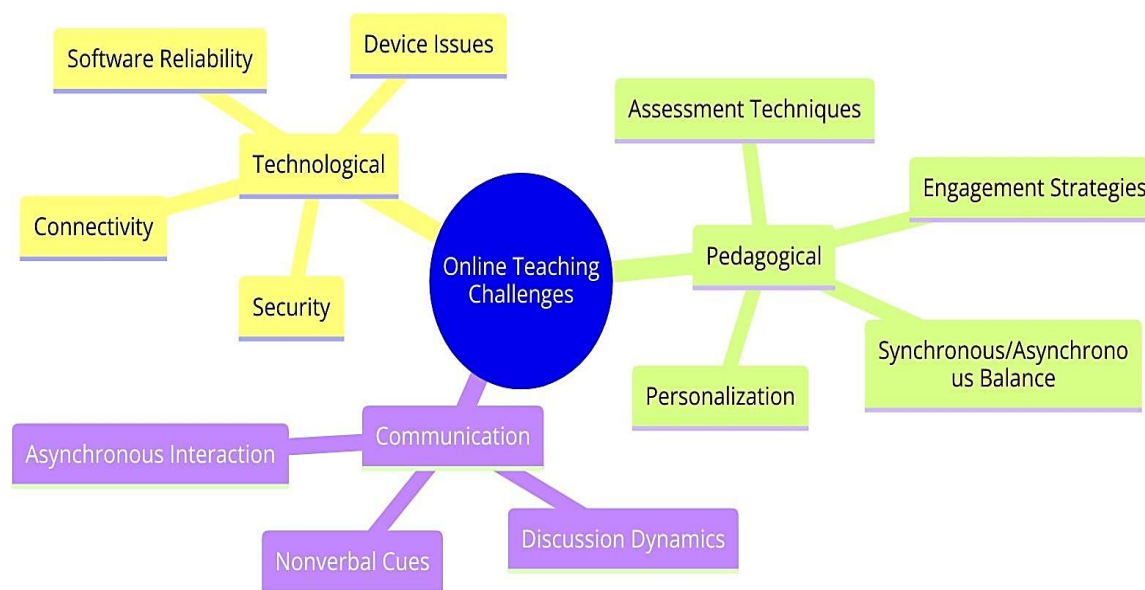 Software Reliability
Device Issues
Technological
Connectivity
Security
Online Teaching
Challenges
Assessment Techniques
Engagement Strategies
Pedagogical
Synchronous/Asynchrono
us Balance
Personalization
Communication
Asynchronous Interaction
Nonverbal Cues
Discussion Dynamics